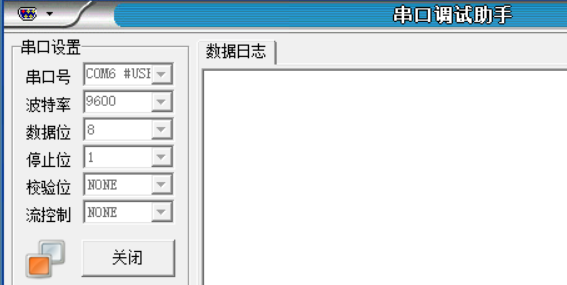 串口调试助手
串口设置
数据日志
串口号 COM6 #USE
波特率 9600
数据位 8
停止位 1
校验位 NONE
流控制 NONE
关闭